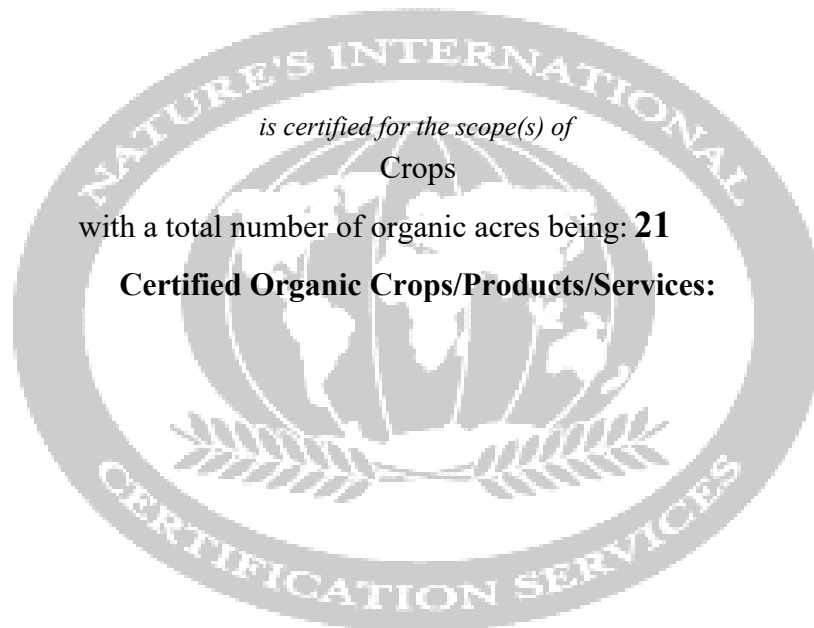 NATURE'S INTERNATIONAL
is certified for the scope(s) of
Crops
with a total number of organic acres being: 21
Certified Organic Crops/Products/Services:
CERTIFICATION SERVICES